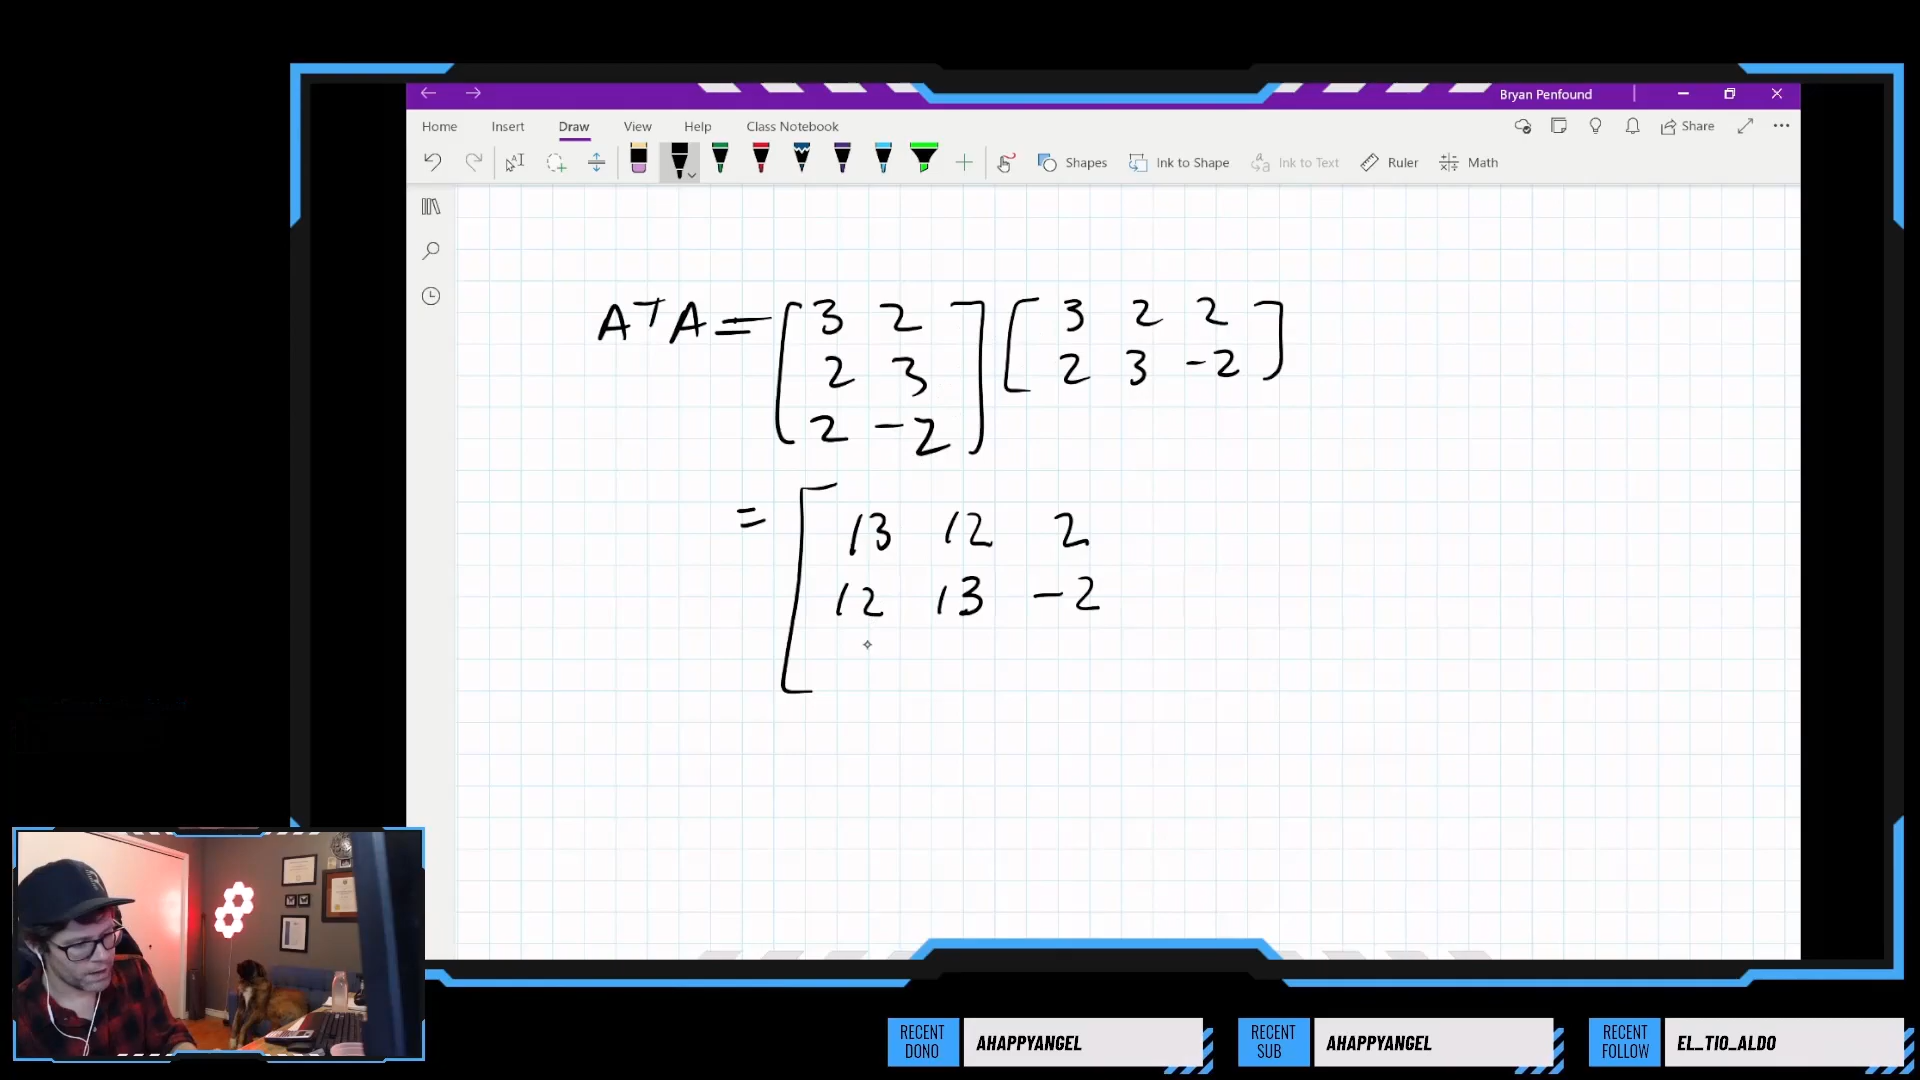 Bryan Penfound
Home Insert Draw View Help Class Notebook Share
Shapes Ink to Shape Ink to Text Ruler Math
AᵀA = [3 2 [3 2 2
2 3 2 3 -2]
2 -2]
= [13 12 2
12 13 -2
RECENT DONO AHAPPYANGEL RECENT SUB AHAPPYANGEL RECENT FOLLOW EL_TIO_ALDO